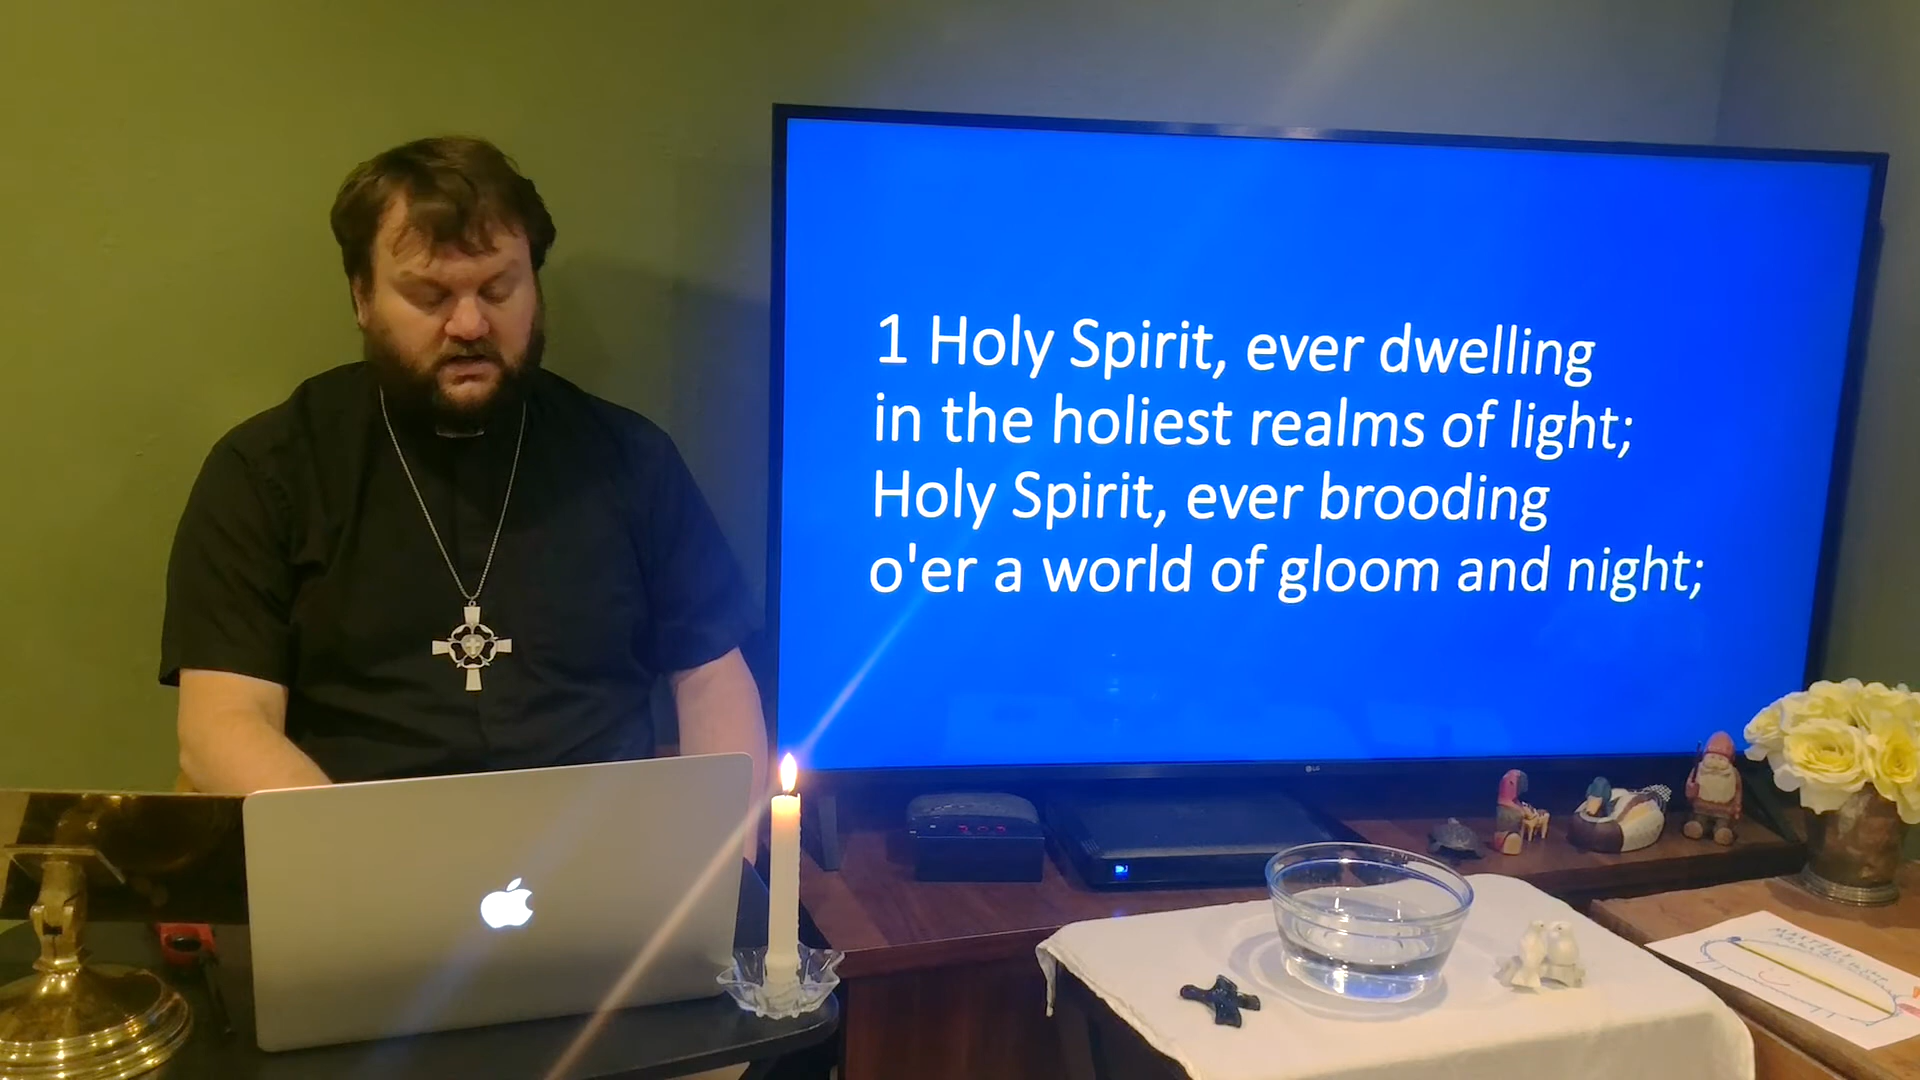 1 Holy Spirit, ever dwelling
in the holiest realms of light;
Holy Spirit, ever brooding
o'er a world of gloom and night;
LG